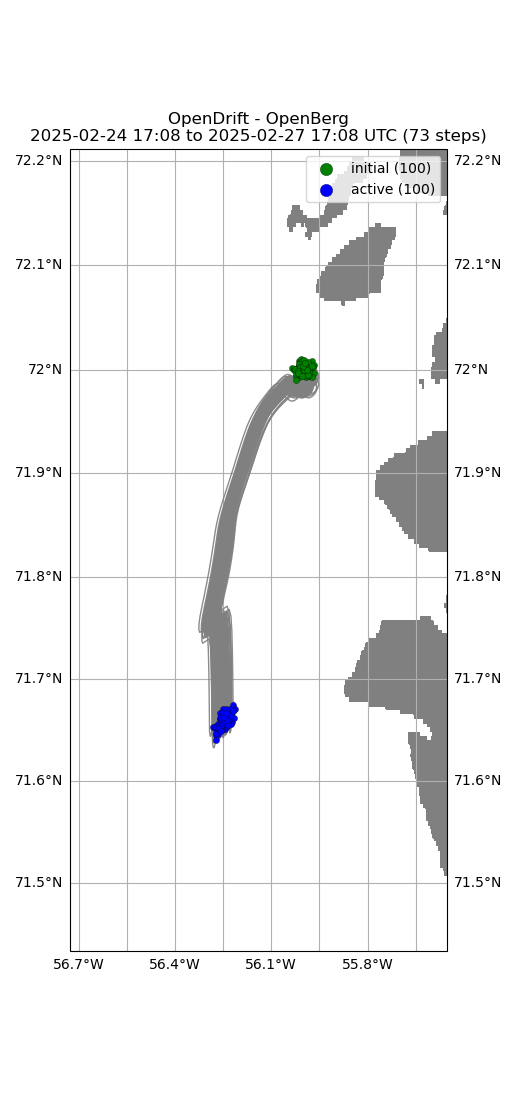 OpenDrift - OpenBerg
2025-02-24 17:08 to 2025-02-27 17:08 UTC (73 steps)
initial (100)
active (100)
72.2°N 72.2°N
72.1°N 72.1°N
72°N 72°N
71.9°N 71.9°N
71.8°N 71.8°N
71.7°N 71.7°N
71.6°N 71.6°N
71.5°N 71.5°N
56.7°W 56.4°W 56.1°W 55.8°W